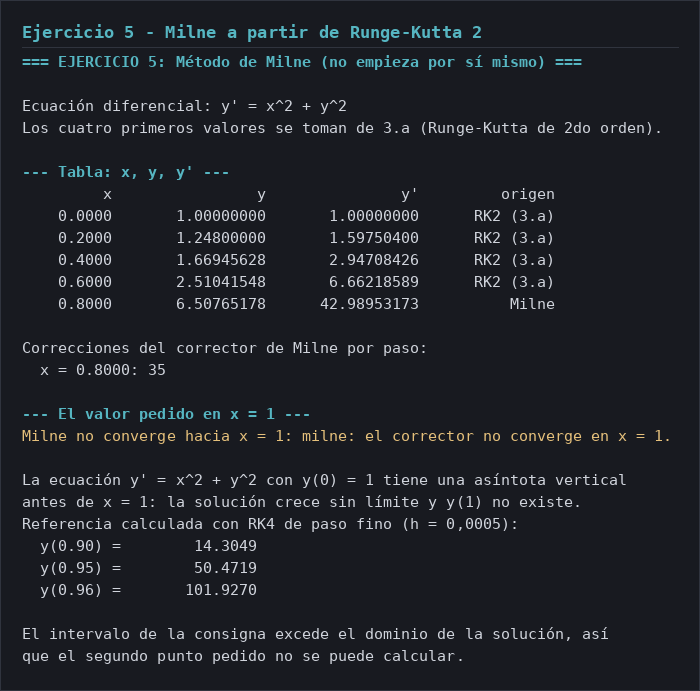 Ejercicio 5 - Milne a partir de Runge-Kutta 2
=== EJERCICIO 5: Método de Milne (no empieza por sí mismo) ===
Ecuación diferencial: y' = x^2 + y^2
Los cuatro primeros valores se toman de 3.a (Runge-Kutta de 2do orden).
--- Tabla: x, y, y' ---
x y y' origen
0.0000 1.00000000 1.00000000 RK2 (3.a)
0.2000 1.24800000 1.59750400 RK2 (3.a)
0.4000 1.66945628 2.94708426 RK2 (3.a)
0.6000 2.51041548 6.66218589 RK2 (3.a)
0.8000 6.50765178 42.98953173 Milne
Correcciones del corrector de Milne por paso:
x = 0.8000: 35
--- El valor pedido en x = 1 ---
Milne no converge hacia x = 1: milne: el corrector no converge en x = 1.
La ecuación y' = x^2 + y^2 con y(0) = 1 tiene una asíntota vertical
antes de x = 1: la solución crece sin límite y y(1) no existe.
Referencia calculada con RK4 de paso fino (h = 0,0005):
y(0.90) = 14.3049
y(0.95) = 50.4719
y(0.96) = 101.9270
El intervalo de la consigna excede el dominio de la solución, así
que el segundo punto pedido no se puede calcular.